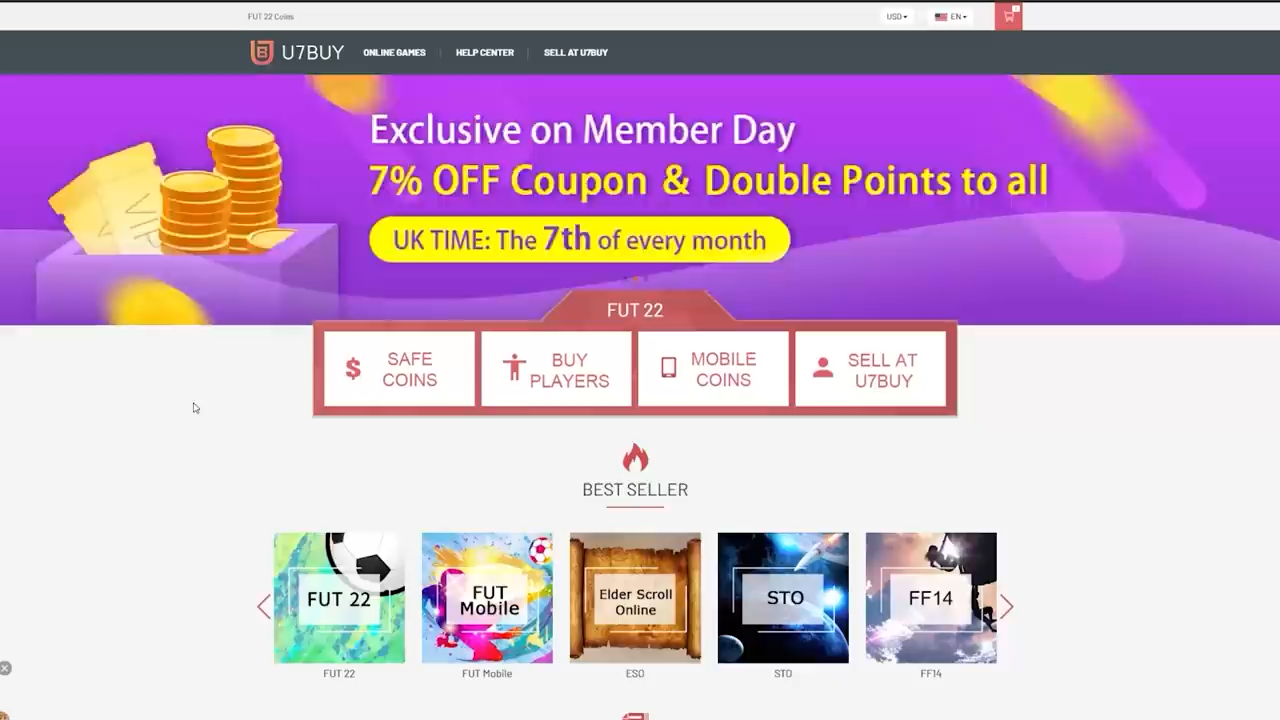 FUT 22 Coins
USD
EN
U7BUY
ONLINE GAMES
HELP CENTER
SELL AT U7BUY
Exclusive on Member Day
7% OFF Coupon & Double Points to all
UK TIME: The 7th of every month
VIP
FUT 22
SAFE
COINS
BUY
PLAYERS
MOBILE
COINS
SELL AT
U7BUY
BEST SELLER
FUT 22
FUT
Mobile
Elder Scroll
Online
STO
FF14
FUT 22
FUT Mobile
ESO
STO
FF14